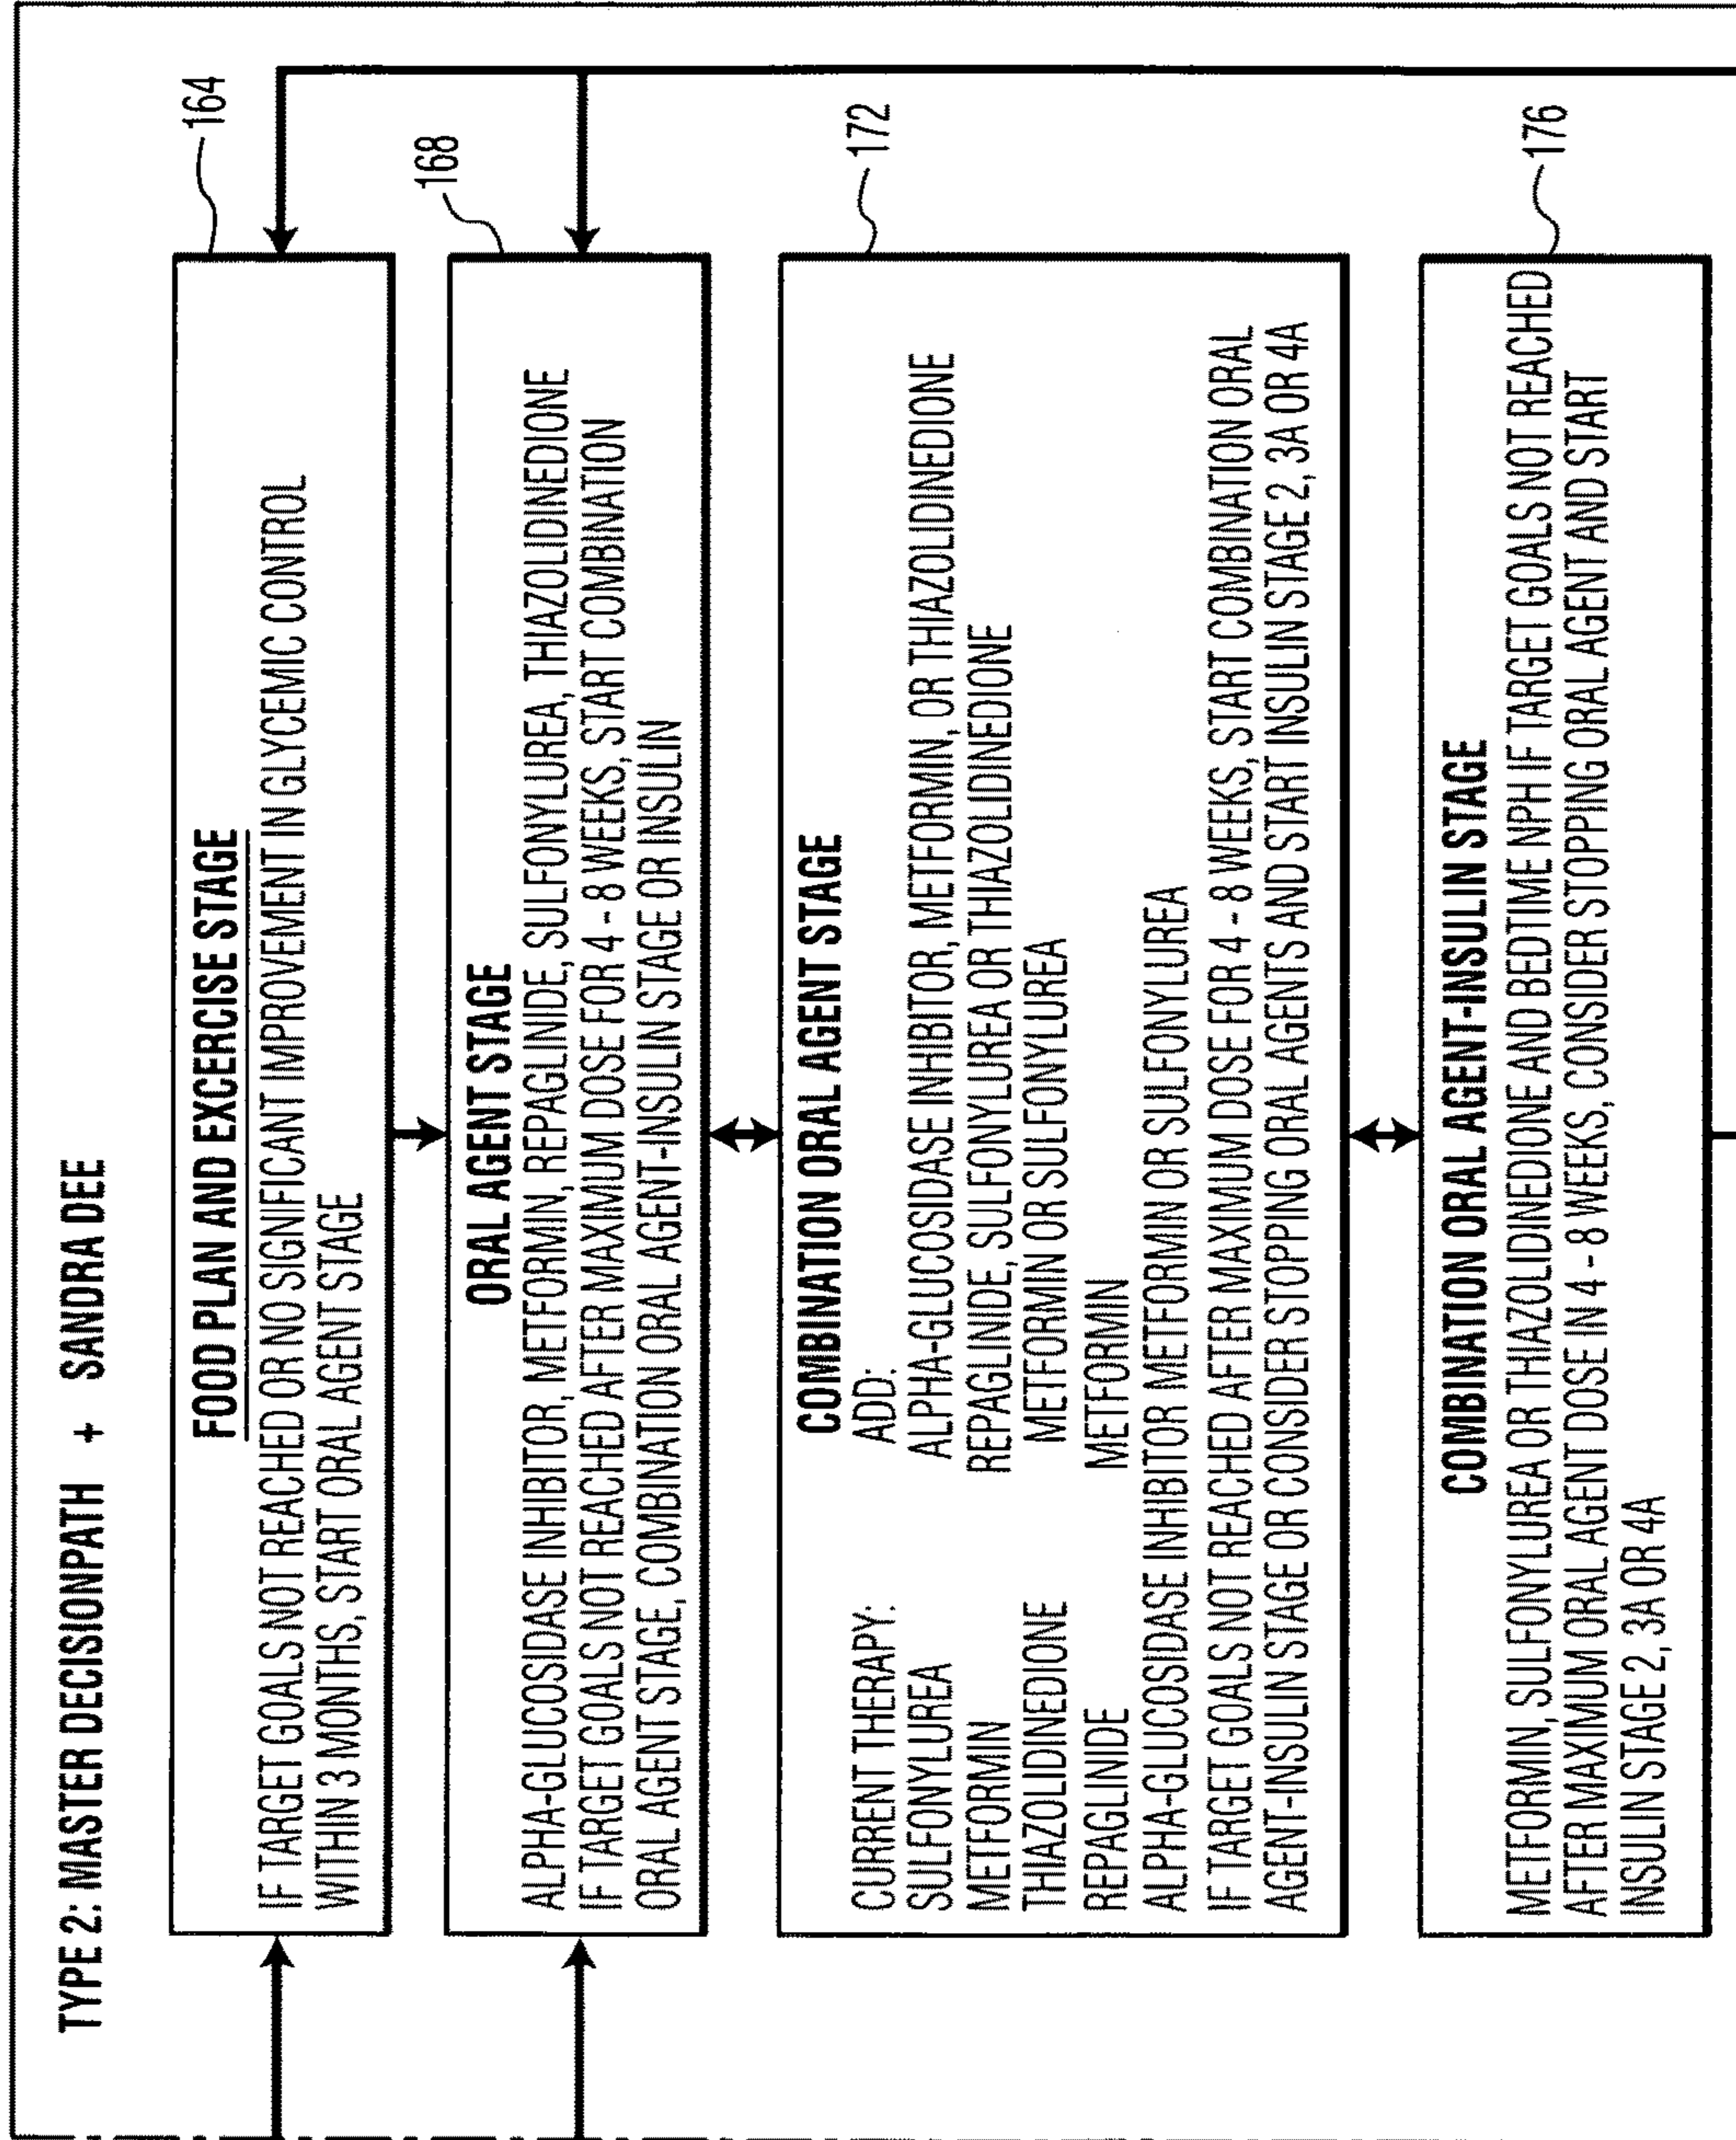 TYPE 2: MASTER DECISIONPATH + SANDRA DEE
164
FOOD PLAN AND EXCERCISE STAGE
IF TARGET GOALS NOT REACHED OR NO SIGNIFICANT IMPROVEMENT IN GLYCEMIC CONTROL
WITHIN 3 MONTHS, START ORAL AGENT STAGE
168
ORAL AGENT STAGE
ALPHA-GLUCOSIDASE INHIBITOR, METFORMIN, REPAGLINIDE, SULFONYLUREA, THIAZOLIDINEDIONE
IF TARGET GOALS NOT REACHED AFTER MAXIMUM DOSE FOR 4 - 8 WEEKS, START COMBINATION
ORAL AGENT STAGE, COMBINATION ORAL AGENT-INSULIN STAGE OR INSULIN
172
COMBINATION ORAL AGENT STAGE
CURRENT THERAPY: ADD:
SULFONYLUREA ALPHA-GLUCOSIDASE INHIBITOR, METFORMIN, OR THIAZOLIDINEDIONE
METFORMIN REPAGLINIDE, SULFONYLUREA OR THIAZOLIDINEDIONE
THIAZOLIDINEDIONE METFORMIN OR SULFONYLUREA
REPAGLINIDE METFORMIN
ALPHA-GLUCOSIDASE INHIBITOR METFORMIN OR SULFONYLUREA
IF TARGET GOALS NOT REACHED AFTER MAXIMUM DOSE FOR 4 - 8 WEEKS, START COMBINATION ORAL
AGENT-INSULIN STAGE OR CONSIDER STOPPING ORAL AGENTS AND START INSULIN STAGE 2, 3A OR 4A
176
COMBINATION ORAL AGENT-INSULIN STAGE
METFORMIN, SULFONYLUREA OR THIAZOLIDINEDIONE AND BEDTIME NPH IF TARGET GOALS NOT REACHED
AFTER MAXIMUM ORAL AGENT DOSE IN 4 - 8 WEEKS, CONSIDER STOPPING ORAL AGENT AND START
INSULIN STAGE 2, 3A OR 4A